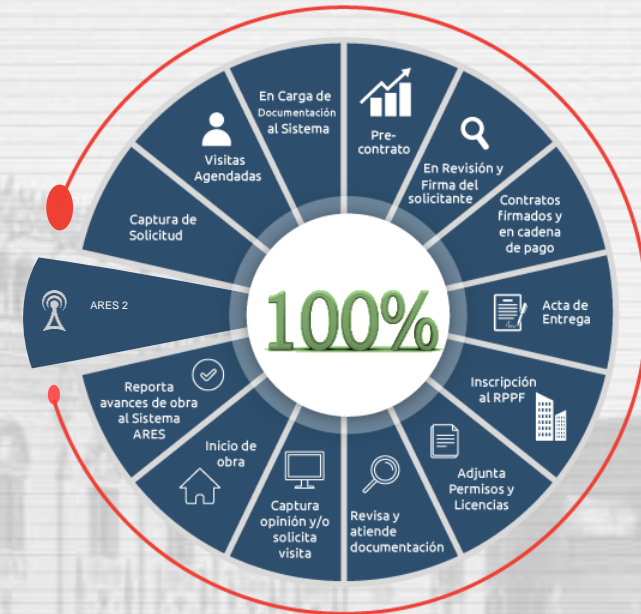 Captura de
Solicitud
Visitas
Agendadas
En Carga de
Documentación
al Sistema
Pre-
contrato
En Revisión y
Firma del
solicitante
Contratos
firmados y
en cadena
de pago
Acta de
Entrega
Inscripción
al RPPF
Adjunta
Permisos y
Licencias
Revisa y
atiende
documentación
Captura
opinión y/o
solicita
visita
Inicio de
obra
Reporta
avances de obra
al Sistema
ARES
ARES 2
100%